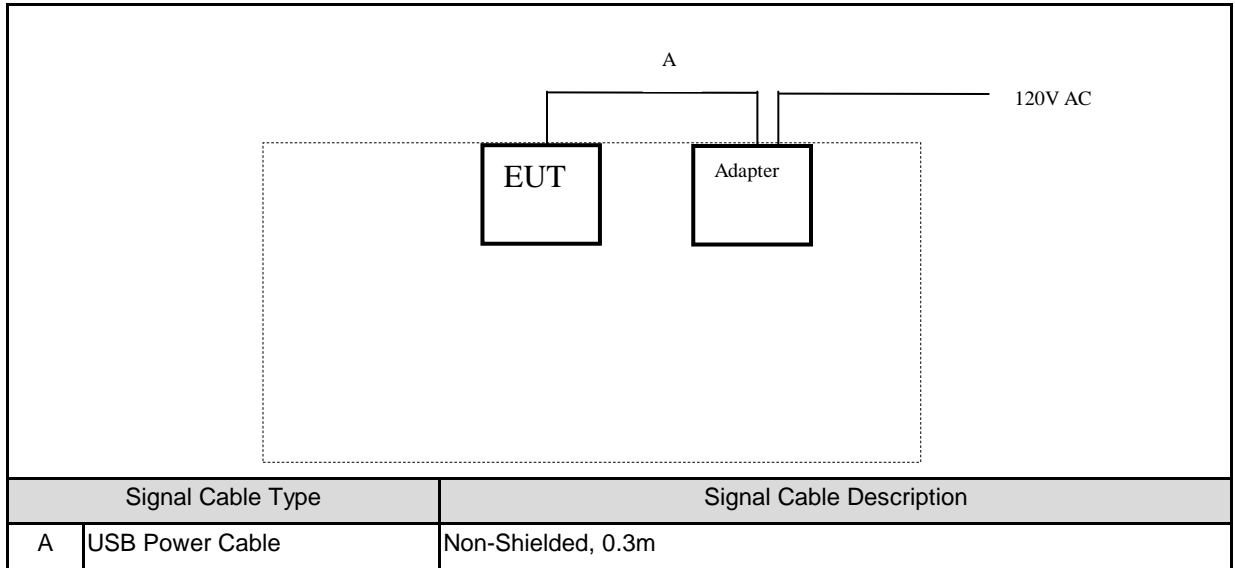 A
120V AC
EUT
Adapter
Signal Cable Type Signal Cable Description
A USB Power Cable Non-Shielded, 0.3m